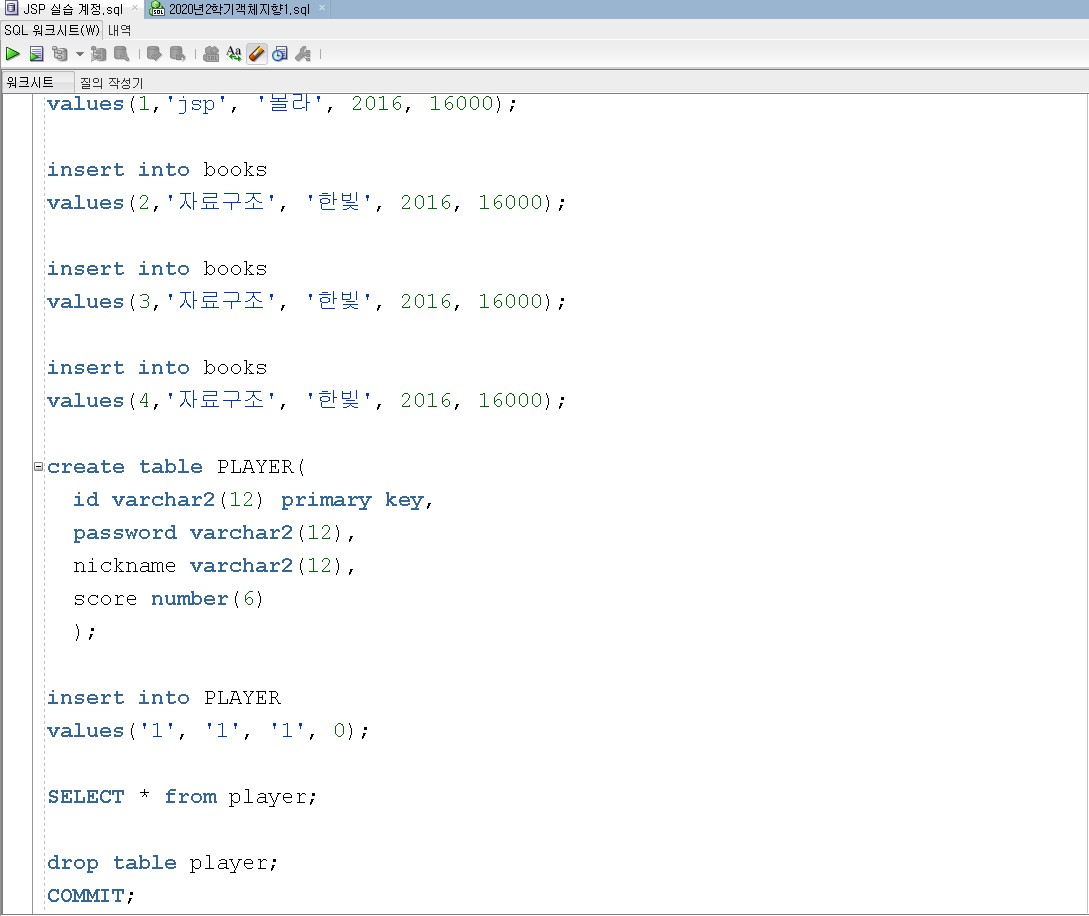 JSP 실습 계정.sql 2020년2학기객체지향1.sql
SQL 워크시트(W) 내역
워크시트 질의 작성기
values(1,'jsp', '볼라', 2016, 16000);
insert into books
values(2,'자료구조', '한빛', 2016, 16000);
insert into books
values(3,'자료구조', '한빛', 2016, 16000);
insert into books
values(4,'자료구조', '한빛', 2016, 16000);
create table PLAYER(
id varchar2(12) primary key,
password varchar2(12),
nickname varchar2(12),
score number(6)
);
insert into PLAYER
values('1', '1', '1', 0);
SELECT * from player;
drop table player;
COMMIT;